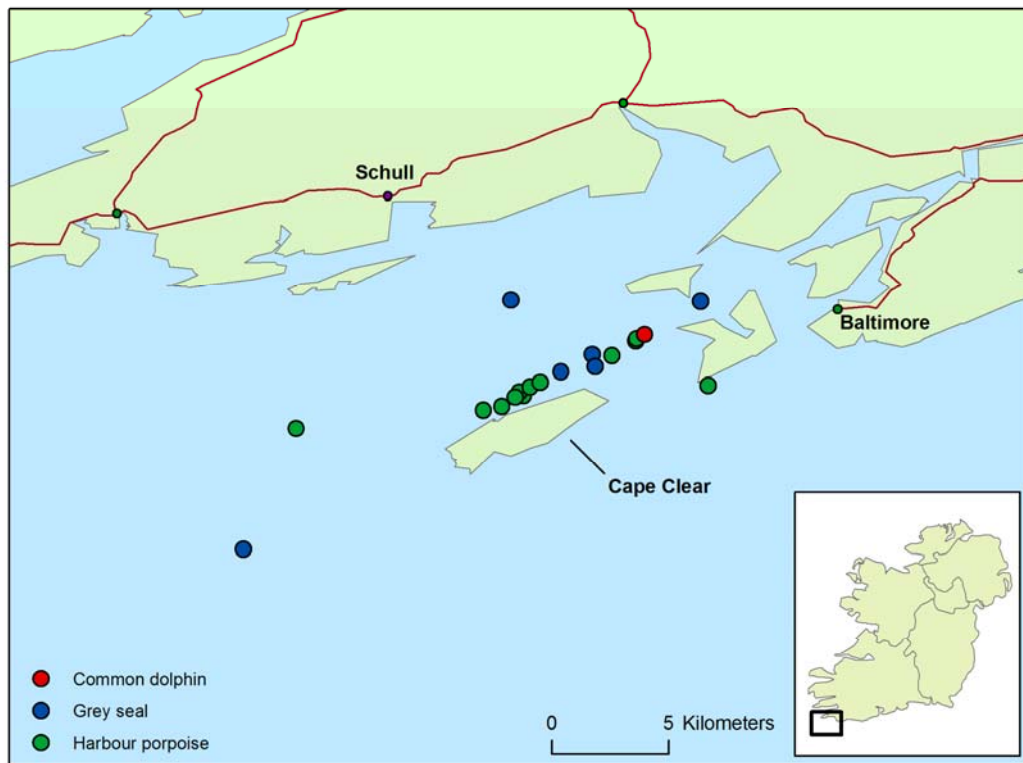 Schull
Baltimore
Cape Clear
Common dolphin
Grey seal
Harbour porpoise
0 5 Kilometers